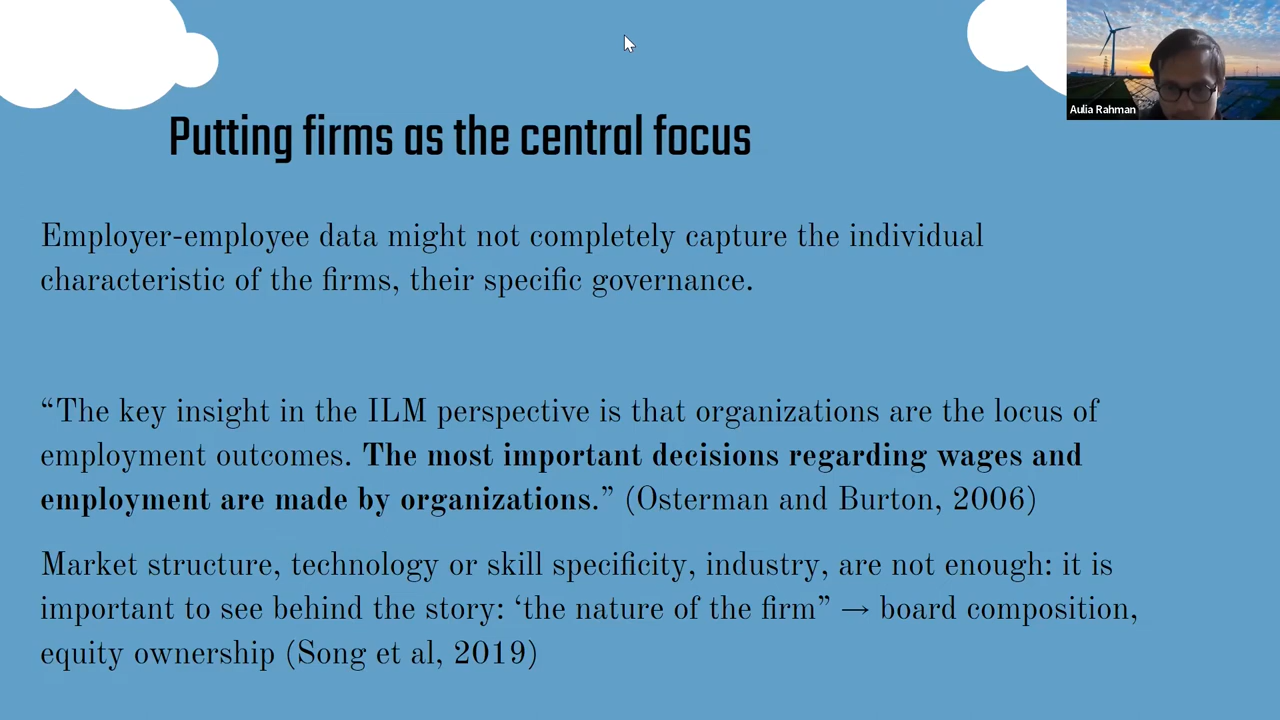 Aulia Rahman
Putting firms as the central focus
Employer-employee data might not completely capture the individual
characteristic of the firms, their specific governance.
“The key insight in the ILM perspective is that organizations are the locus of
employment outcomes. The most important decisions regarding wages and
employment are made by organizations.” (Osterman and Burton, 2006)
Market structure, technology or skill specificity, industry, are not enough: it is
important to see behind the story: ‘the nature of the firm” → board composition,
equity ownership (Song et al, 2019)